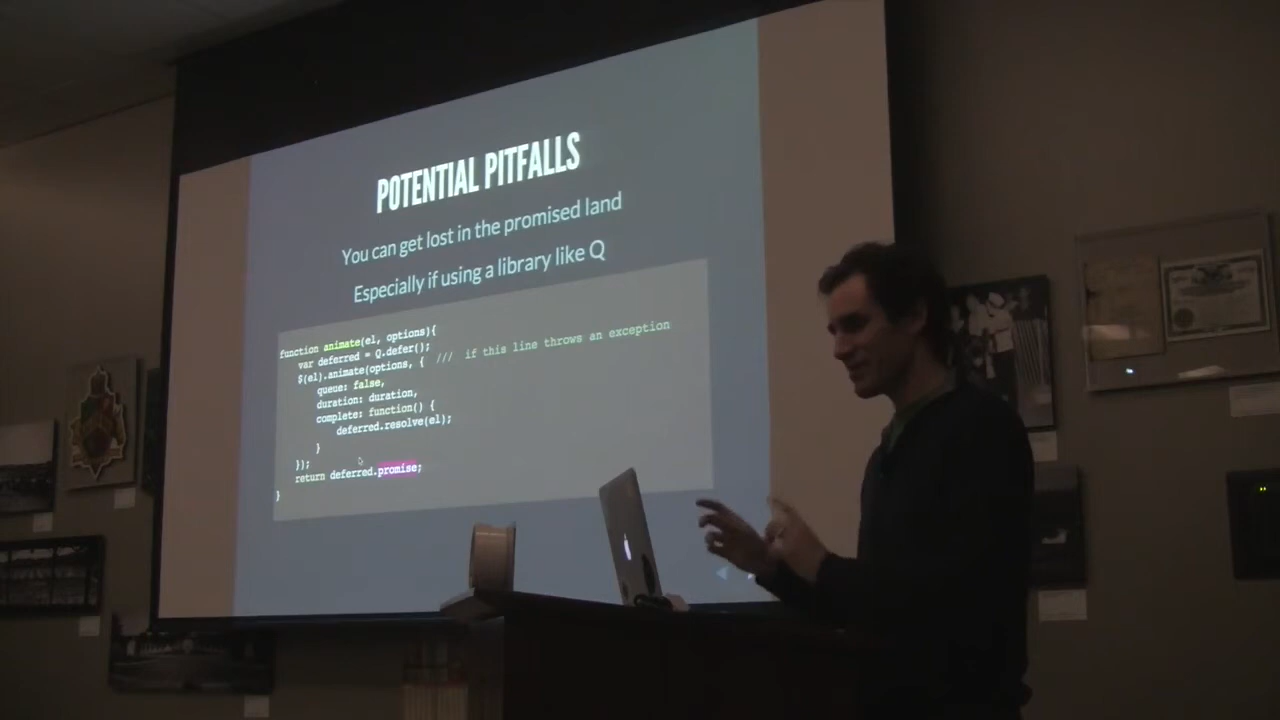 POTENTIAL PITFALLS
You can get lost in the promised land
Especially if using a library like Q
function animate(el, options){
var deferred = Q.defer();
$(el).animate(options, { /// if this line throws an exception
queue: false,
duration: duration,
complete: function() {
deferred.resolve(el);
}
});
return deferred.promise;
}